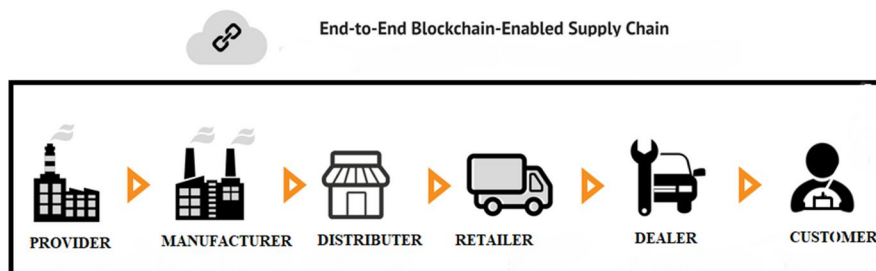 End-to-End Blockchain-Enabled Supply Chain
PROVIDER MANUFACTURER DISTRIBUTER RETAILER DEALER CUSTOMER